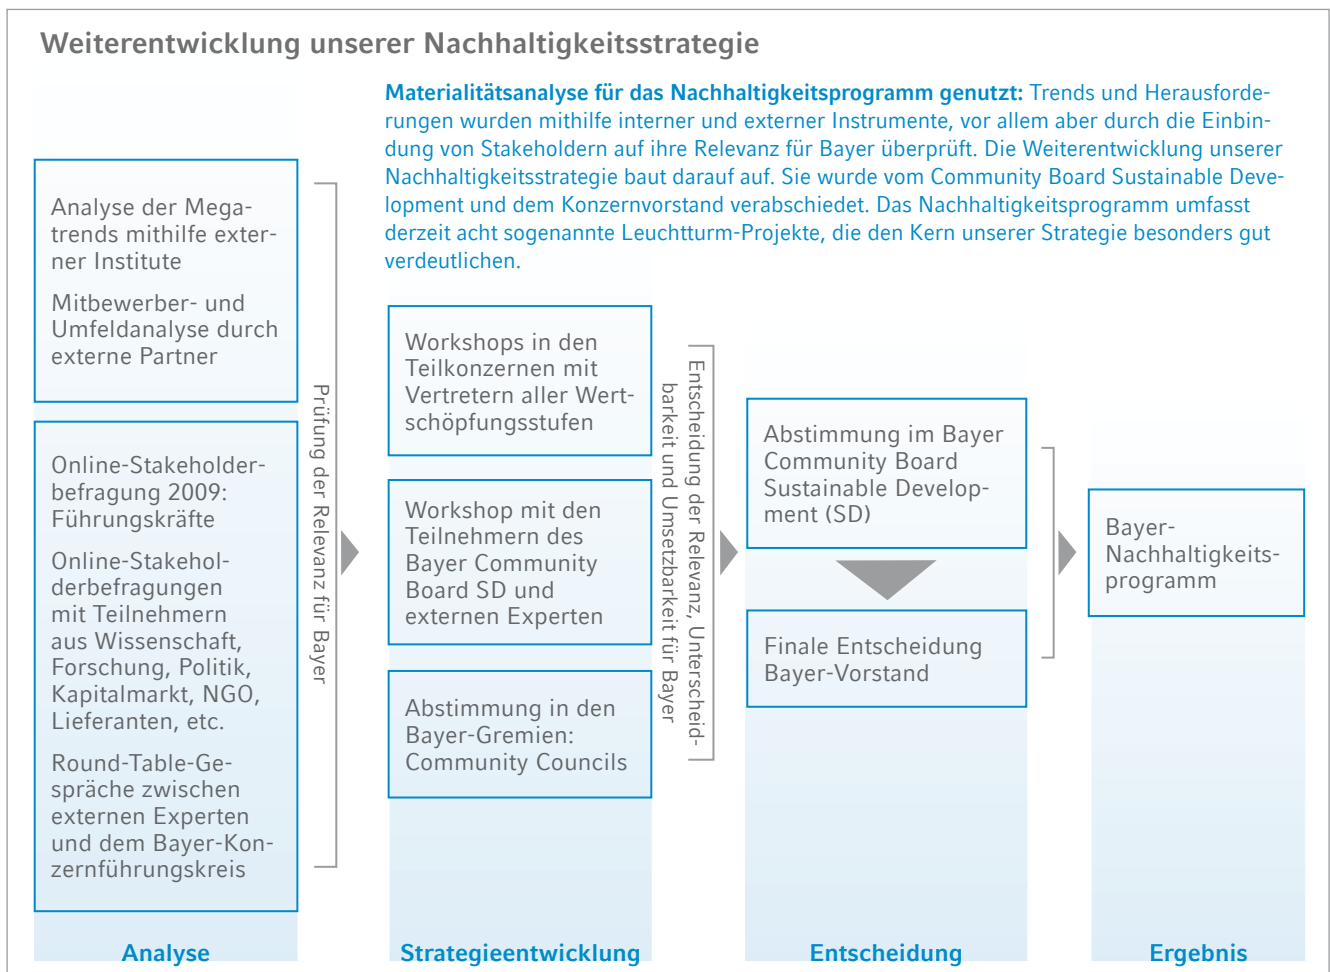 Weiterentwicklung unserer Nachhaltigkeitsstrategie
Materialitätsanalyse für das Nachhaltigkeitsprogramm genutzt: Trends und Herausforde-
rungen wurden mithilfe interner und externer Instrumente, vor allem aber durch die Einbin-
dung von Stakeholdern auf ihre Relevanz für Bayer überprüft. Die Weiterentwicklung unserer
Nachhaltigkeitsstrategie baut darauf auf. Sie wurde vom Community Board Sustainable Deve-
lopment und dem Konzernvorstand verabschiedet. Das Nachhaltigkeitsprogramm umfasst
derzeit acht sogenannte Leuchtturm-Projekte, die den Kern unserer Strategie besonders gut
verdeutlichen.
Analyse der Mega-
trends mithilfe exter-
ner Institute
Mitbewerber- und
Umfeldanalyse durch
externe Partner
Online-Stakeholder-
befragung 2009:
Führungskräfte
Online-Stakehol-
derbefragungen
mit Teilnehmern
aus Wissenschaft,
Forschung, Politik,
Kapitalmarkt, NGO,
Lieferanten, etc.
Round-Table-Ge-
spräche zwischen
externen Experten
und dem Bayer-Kon-
zernführungskreis
Analyse
Prüfung der Relevanz für Bayer
Workshops in den
Teilkonzernen mit
Vertretern aller Wert-
schöpfungsstufen
Workshop mit den
Teilnehmern des
Bayer Community
Board SD und
externen Experten
Abstimmung in den
Bayer-Gremien:
Community Councils
Strategieentwicklung
Entscheidung der Relevanz, Unterscheid-
barkeit und Umsetzbarkeit für Bayer
Abstimmung im Bayer
Community Board
Sustainable Develop-
ment (SD)
Finale Entscheidung
Bayer-Vorstand
Entscheidung
Bayer-
Nachhaltigkeits-
programm
Ergebnis